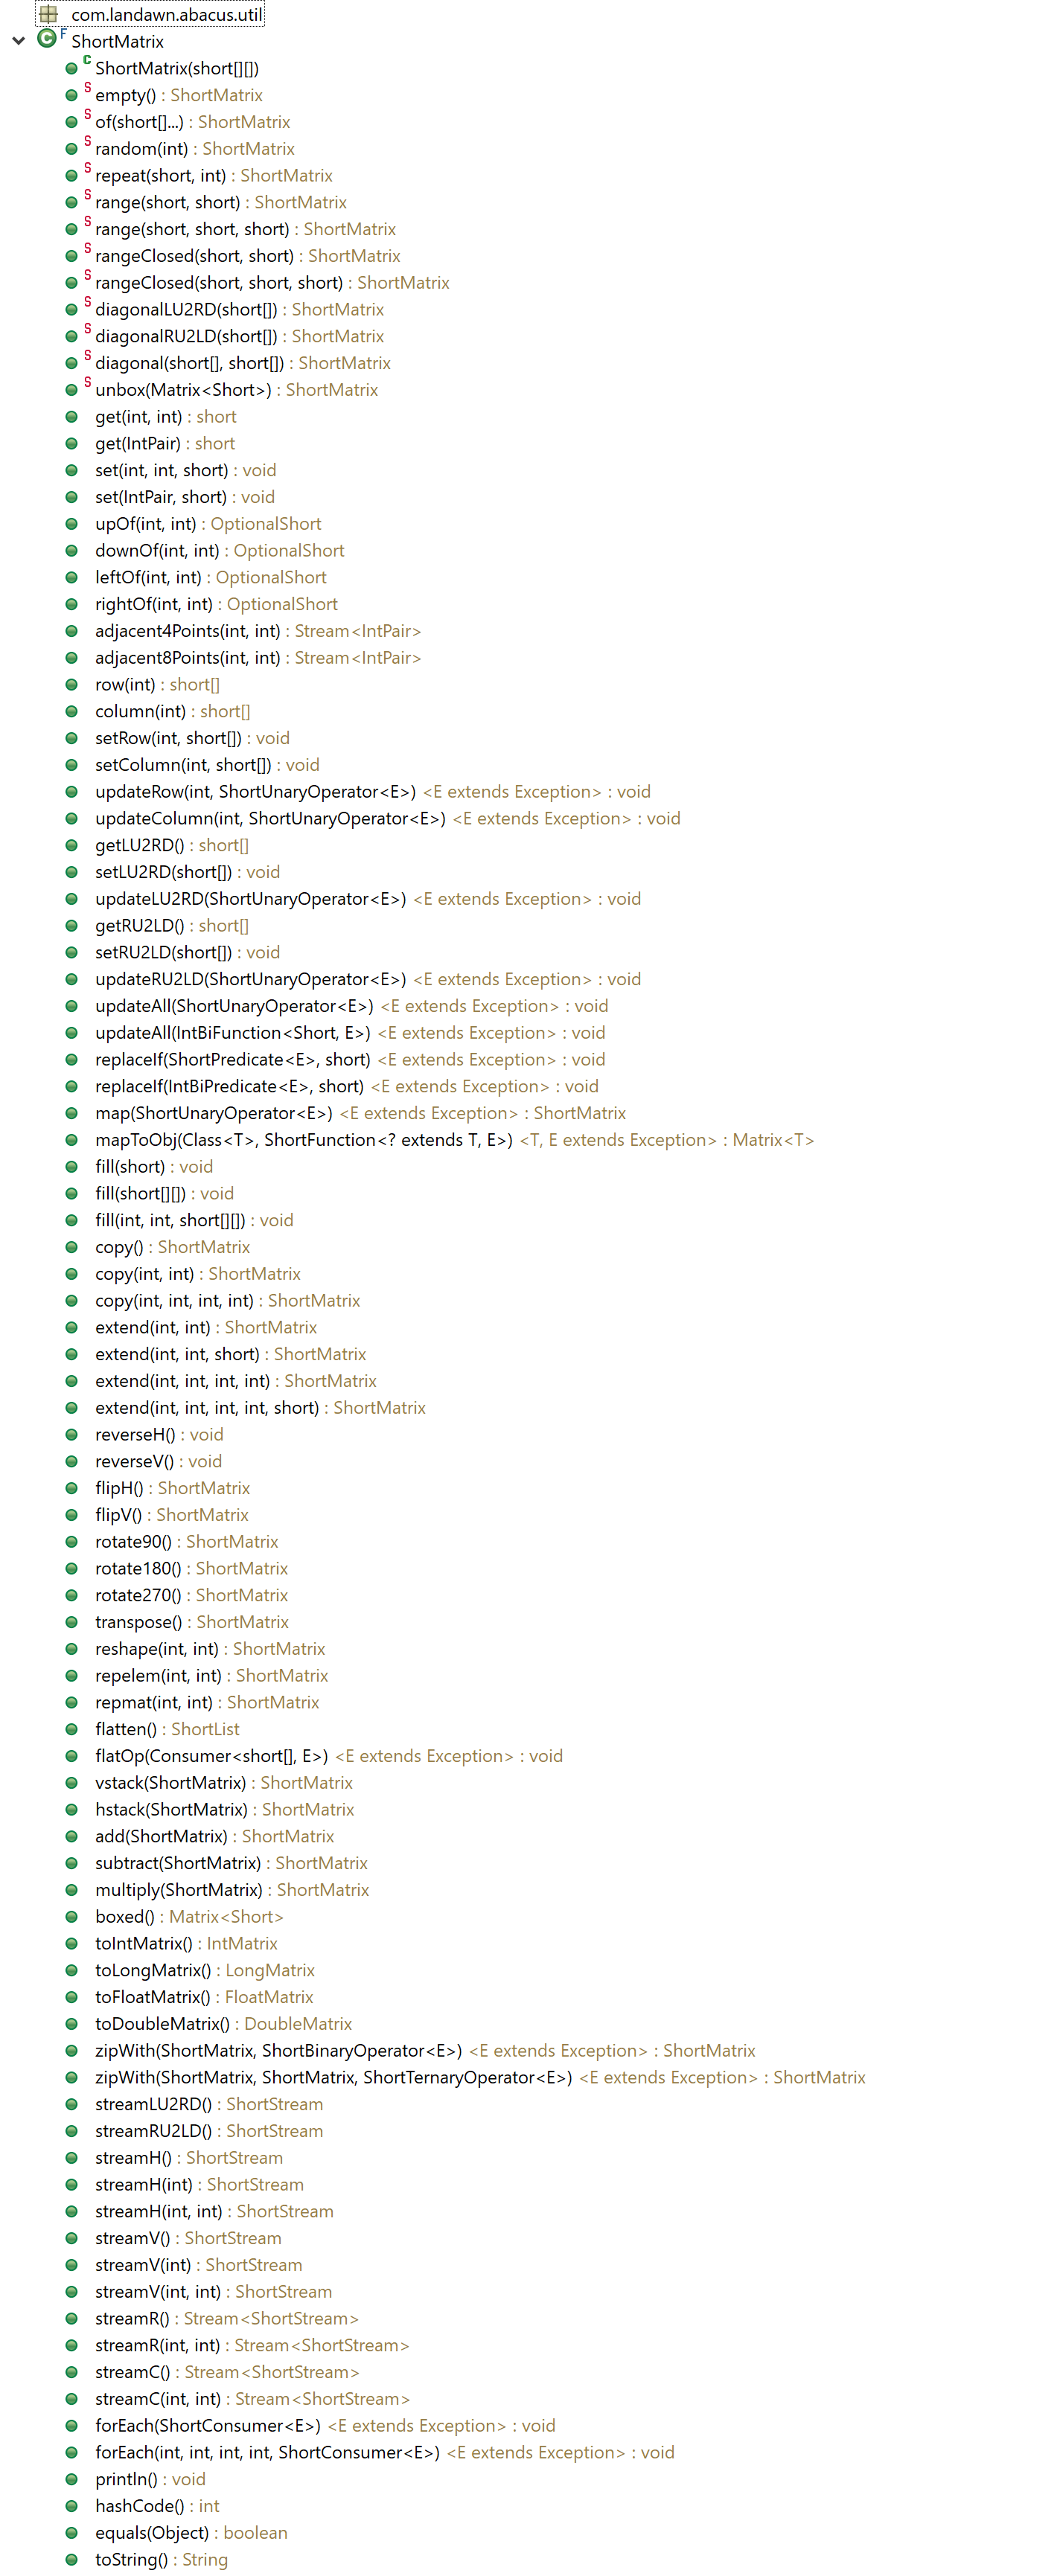 com.landawn.abacus.util
C F ShortMatrix
C ShortMatrix(short[][])
S empty() : ShortMatrix
S of(short[]...) : ShortMatrix
S random(int) : ShortMatrix
S repeat(short, int) : ShortMatrix
S range(short, short) : ShortMatrix
S range(short, short, short) : ShortMatrix
S rangeClosed(short, short) : ShortMatrix
S rangeClosed(short, short, short) : ShortMatrix
S diagonalLU2RD(short[]) : ShortMatrix
S diagonalRU2LD(short[]) : ShortMatrix
S diagonal(short[], short[]) : ShortMatrix
S unbox(Matrix<Short>) : ShortMatrix
get(int, int) : short
get(IntPair) : short
set(int, int, short) : void
set(IntPair, short) : void
upOf(int, int) : OptionalShort
downOf(int, int) : OptionalShort
leftOf(int, int) : OptionalShort
rightOf(int, int) : OptionalShort
adjacent4Points(int, int) : Stream<IntPair>
adjacent8Points(int, int) : Stream<IntPair>
row(int) : short[]
column(int) : short[]
setRow(int, short[]) : void
setColumn(int, short[]) : void
updateRow(int, ShortUnaryOperator<E>) <E extends Exception> : void
updateColumn(int, ShortUnaryOperator<E>) <E extends Exception> : void
getLU2RD() : short[]
setLU2RD(short[]) : void
updateLU2RD(ShortUnaryOperator<E>) <E extends Exception> : void
getRU2LD() : short[]
setRU2LD(short[]) : void
updateRU2LD(ShortUnaryOperator<E>) <E extends Exception> : void
updateAll(ShortUnaryOperator<E>) <E extends Exception> : void
updateAll(IntBiFunction<Short, E>) <E extends Exception> : void
replaceIf(ShortPredicate<E>, short) <E extends Exception> : void
replaceIf(IntBiPredicate<E>, short) <E extends Exception> : void
map(ShortUnaryOperator<E>) <E extends Exception> : ShortMatrix
mapToObj(Class<T>, ShortFunction<? extends T, E>) <T, E extends Exception> : Matrix<T>
fill(short) : void
fill(short[][]) : void
fill(int, int, short[][]) : void
copy() : ShortMatrix
copy(int, int) : ShortMatrix
copy(int, int, int, int) : ShortMatrix
extend(int, int) : ShortMatrix
extend(int, int, short) : ShortMatrix
extend(int, int, int, int) : ShortMatrix
extend(int, int, int, int, short) : ShortMatrix
reverseH() : void
reverseV() : void
flipH() : ShortMatrix
flipV() : ShortMatrix
rotate90() : ShortMatrix
rotate180() : ShortMatrix
rotate270() : ShortMatrix
transpose() : ShortMatrix
reshape(int, int) : ShortMatrix
repelem(int, int) : ShortMatrix
repmat(int, int) : ShortMatrix
flatten() : ShortList
flatOp(Consumer<short[], E>) <E extends Exception> : void
vstack(ShortMatrix) : ShortMatrix
hstack(ShortMatrix) : ShortMatrix
add(ShortMatrix) : ShortMatrix
subtract(ShortMatrix) : ShortMatrix
multiply(ShortMatrix) : ShortMatrix
boxed() : Matrix<Short>
toIntMatrix() : IntMatrix
toLongMatrix() : LongMatrix
toFloatMatrix() : FloatMatrix
toDoubleMatrix() : DoubleMatrix
zipWith(ShortMatrix, ShortBinaryOperator<E>) <E extends Exception> : ShortMatrix
zipWith(ShortMatrix, ShortMatrix, ShortTernaryOperator<E>) <E extends Exception> : ShortMatrix
streamLU2RD() : ShortStream
streamRU2LD() : ShortStream
streamH() : ShortStream
streamH(int) : ShortStream
streamH(int, int) : ShortStream
streamV() : ShortStream
streamV(int) : ShortStream
streamV(int, int) : ShortStream
streamR() : Stream<ShortStream>
streamR(int, int) : Stream<ShortStream>
streamC() : Stream<ShortStream>
streamC(int, int) : Stream<ShortStream>
forEach(ShortConsumer<E>) <E extends Exception> : void
forEach(int, int, int, int, ShortConsumer<E>) <E extends Exception> : void
println() : void
hashCode() : int
equals(Object) : boolean
toString() : String